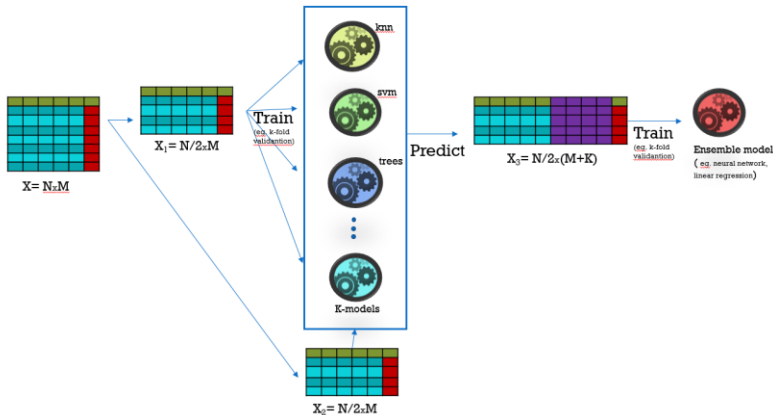 X= NxM
X1= N/2xM
Train
(eg. k-fold
validantion)
knn
svm
trees
K-models
X2= N/2xM
Predict
X3= N/2x(M+K)
Train
(eg. k-fold
validantion)
Ensemble model
( eg. neural network,
linear regression)